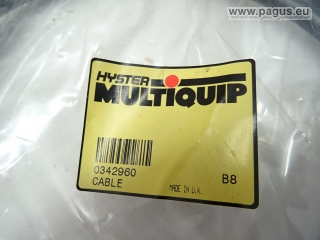 © www.pagus.eu
HYSTER
MULTIQUIP
0342960
CABLE
MADE IN U.K.
B8